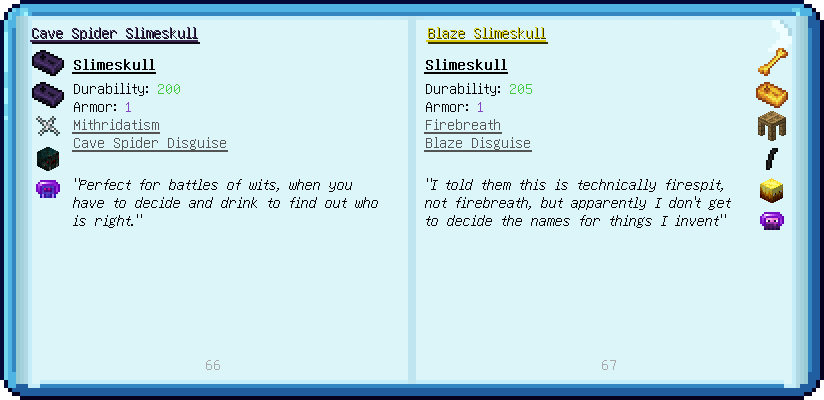 Cave Spider Slimeskull
Slimeskull
Durability: 200
Armor: 1
Mithridatism
Cave Spider Disguise
"Perfect for battles of wits, when you
have to decide and drink to find out who
is right."
66
Blaze Slimeskull
Slimeskull
Durability: 205
Armor: 1
Firebreath
Blaze Disguise
"I told them this is technically firespit,
not firebreath, but apparently I don't get
to decide the names for things I invent"
67